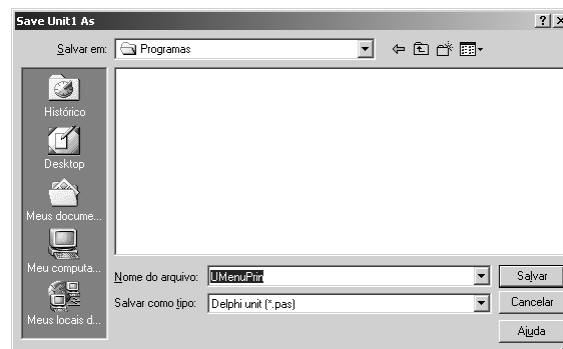 Save Unit1 As
Salvar em:
Programas
Histórico
Desktop
Meus docume...
Meu computa...
Meus locais d...
Nome do arquivo:
UMenuPrin
Salvar
Salvar como tipo:
Delphi unit (*.pas)
Cancelar
Ajuda